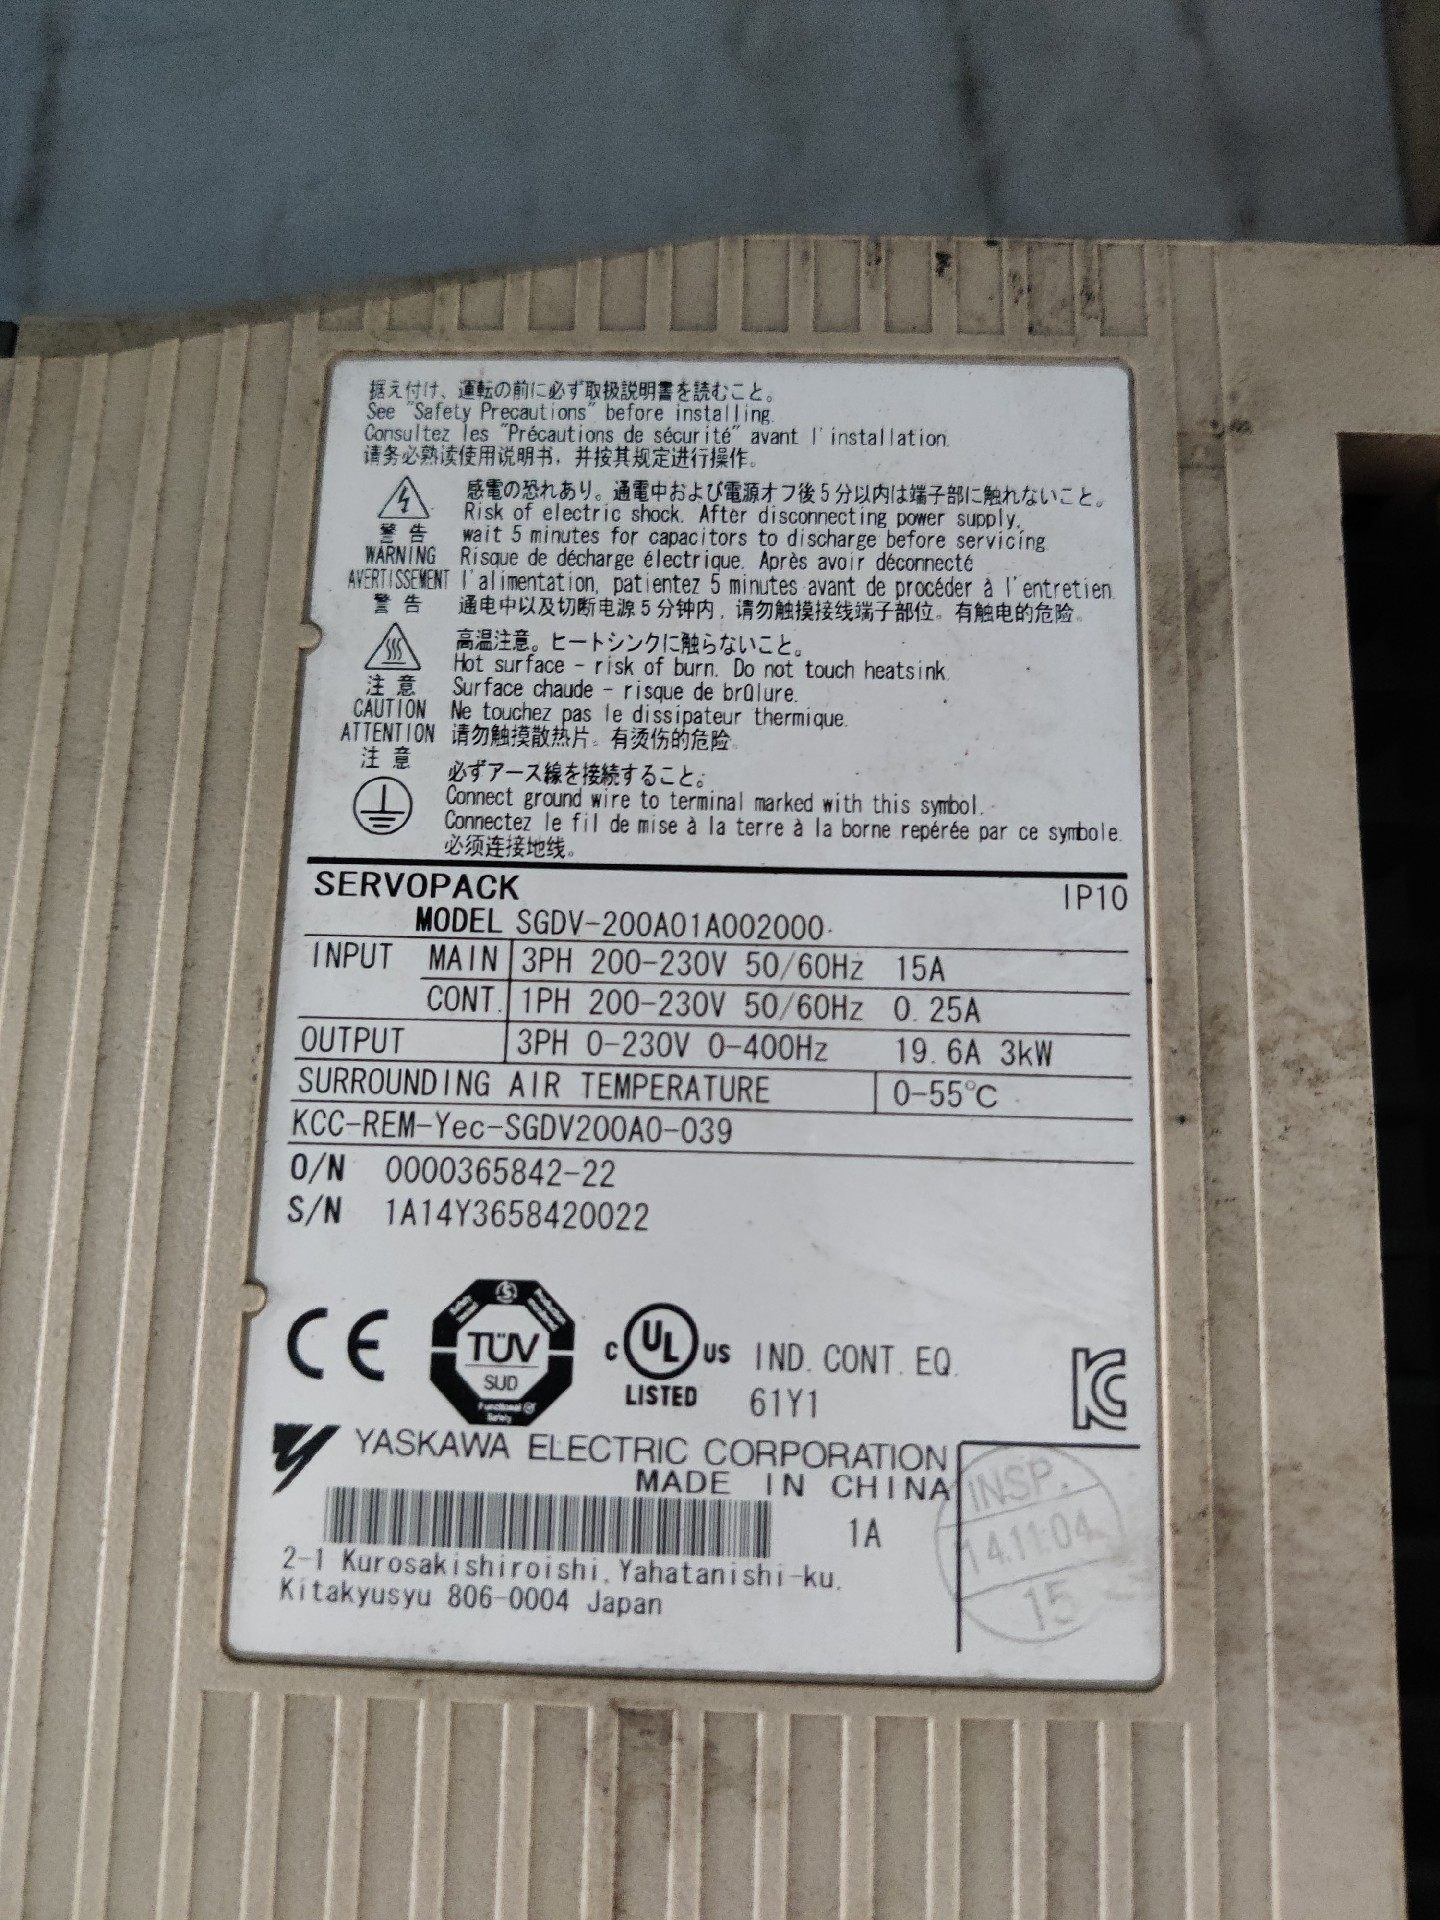 据え付け、運転の前に必ず取扱説明書を読むこと。
See "Safety Precautions" before installing.
Consultez les "Précautions de sécurité" avant l'installation.
请务必熟读使用说明书，并按其规定进行操作。
感電の恐れあり。通電中および電源オフ後5分以内は端子部に触れないこと。
Risk of electric shock. After disconnecting power supply,
警告 wait 5 minutes for capacitors to discharge before servicing.
WARNING Risque de décharge électrique. Après avoir déconnecté
AVERTISSEMENT l'alimentation, patientez 5 minutes avant de procéder à l'entretien.
警告 通电中以及切断电源5分钟内，请勿触摸接线端子部位。有触电的危险。
高温注意。ヒートシンクに触らないこと。
Hot surface - risk of burn. Do not touch heatsink.
注意 Surface chaude - risque de brûlure.
CAUTION Ne touchez pas le dissipateur thermique.
ATTENTION 请勿触摸散热片。有烫伤的危险。
注意
必ずアース線を接続すること。
Connect ground wire to terminal marked with this symbol.
Connectez le fil de mise à la terre à la borne repérée par ce symbole.
必须连接地线。
SERVOPACK IP10
MODEL SGDV-200A01A002000
INPUT MAIN 3PH 200-230V 50/60Hz 15A
CONT. 1PH 200-230V 50/60Hz 0.25A
OUTPUT 3PH 0-230V 0-400Hz 19.6A 3kW
SURROUNDING AIR TEMPERATURE 0-55℃
KCC-REM-Yec-SGDV200A0-039
O/N 0000365842-22
S/N 1A14Y3658420022
CE TÜV SUD Functional Safety C UL US LISTED IND. CONT. EQ. 61Y1 KC
YASKAWA ELECTRIC CORPORATION
MADE IN CHINA
1A
2-1 Kurosakishiroishi, Yahatanishi-ku,
Kitakyusyu 806-0004 Japan
INSP.
14.11.04
15